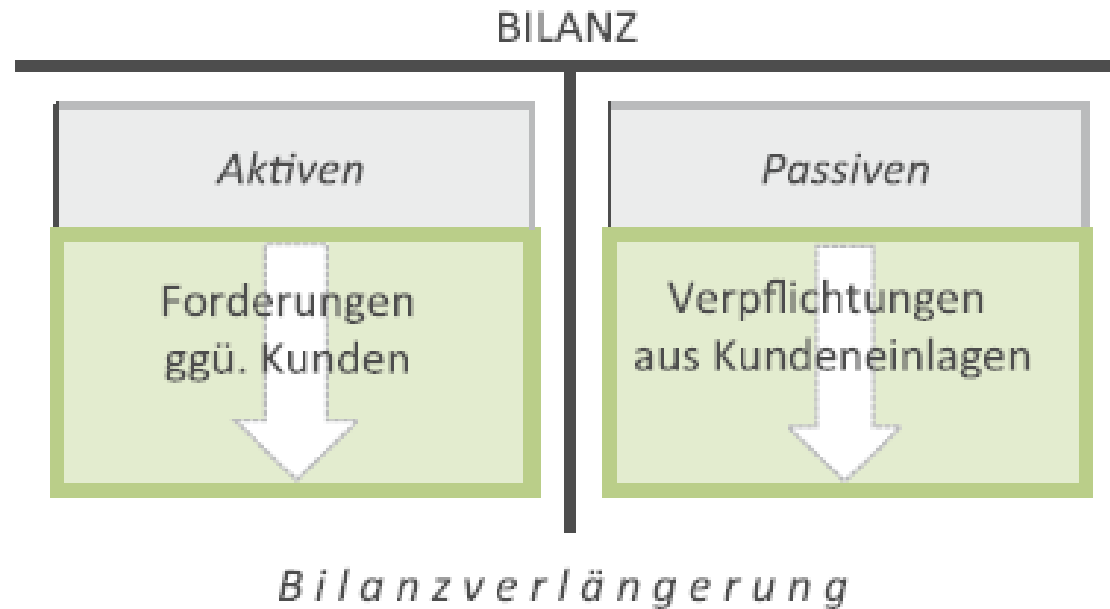 BILANZ
Aktiven
Passiven
Forderungen
ggü. Kunden
Verpflichtungen
aus Kundeneinlagen
Bilanzverlängerung